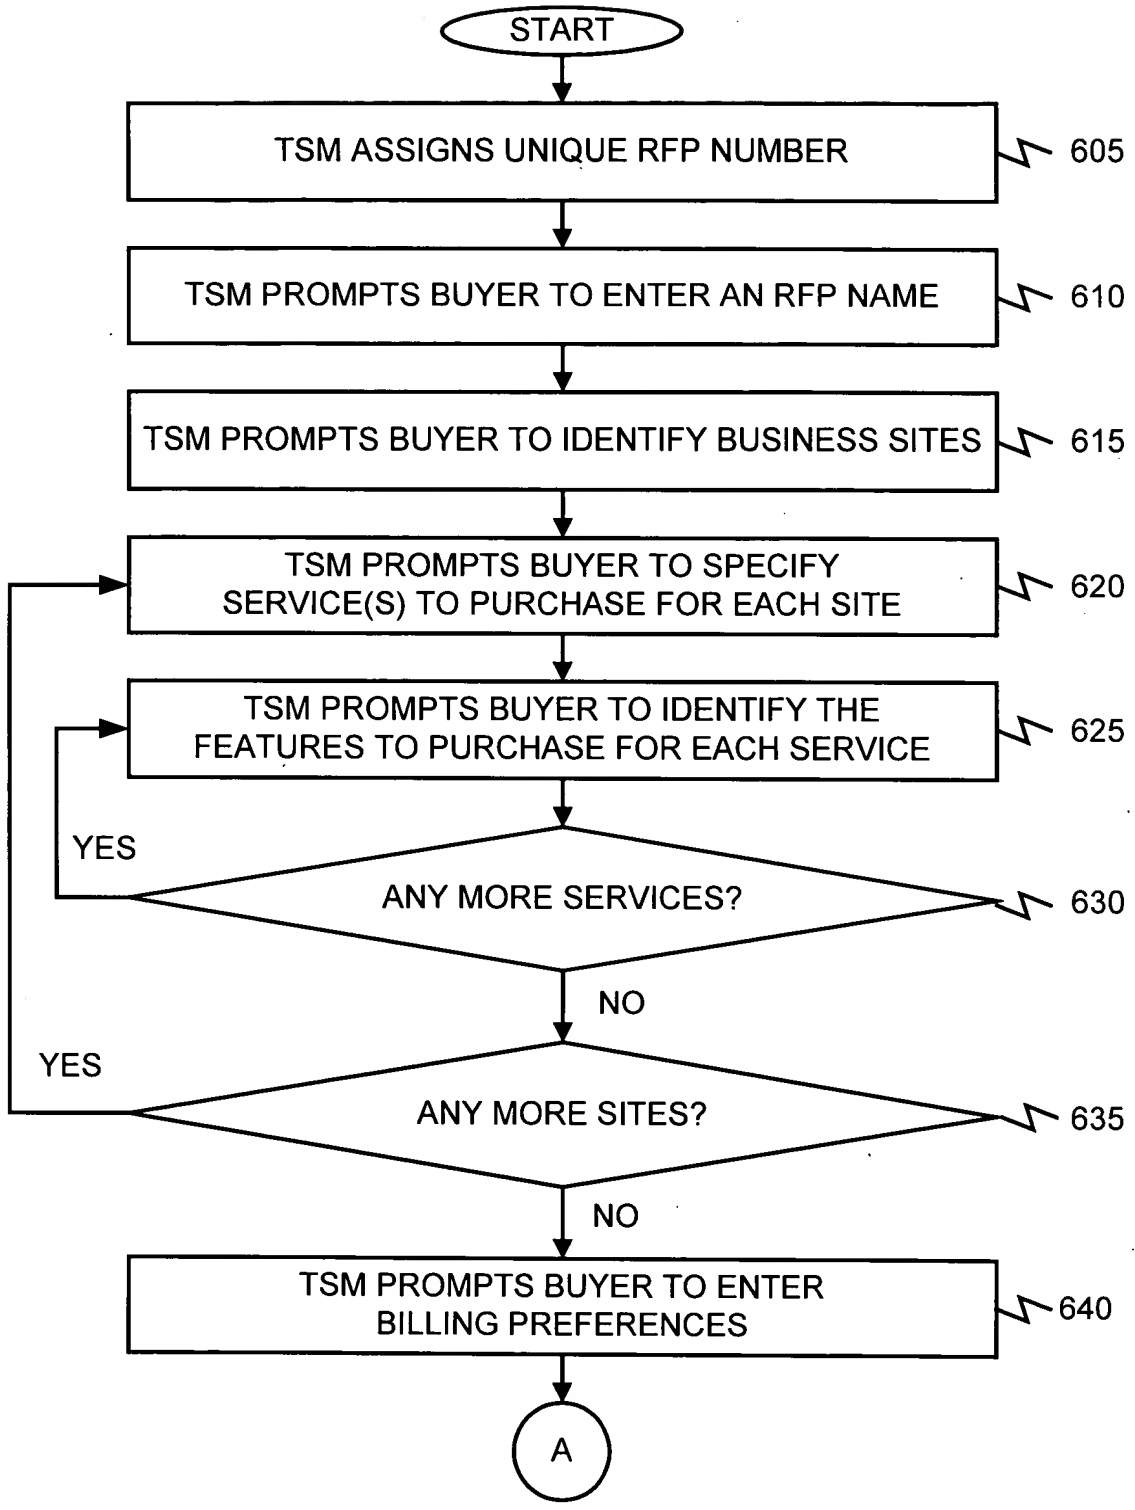 START
TSM ASSIGNS UNIQUE RFP NUMBER
605
TSM PROMPTS BUYER TO ENTER AN RFP NAME
610
TSM PROMPTS BUYER TO IDENTIFY BUSINESS SITES
615
TSM PROMPTS BUYER TO SPECIFY
SERVICE(S) TO PURCHASE FOR EACH SITE
620
TSM PROMPTS BUYER TO IDENTIFY THE
FEATURES TO PURCHASE FOR EACH SERVICE
625
YES
ANY MORE SERVICES?
630
NO
YES
ANY MORE SITES?
635
NO
TSM PROMPTS BUYER TO ENTER
BILLING PREFERENCES
640
A